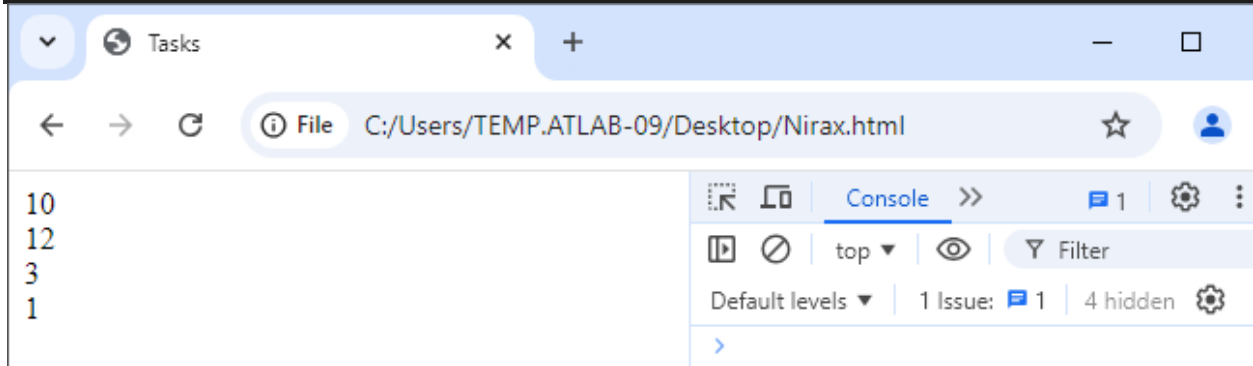 Tasks
File C:/Users/TEMP.ATLAB-09/Desktop/Nirax.html
10
12
3
1
Console 1
top Filter
Default levels 1 Issue: 1 4 hidden